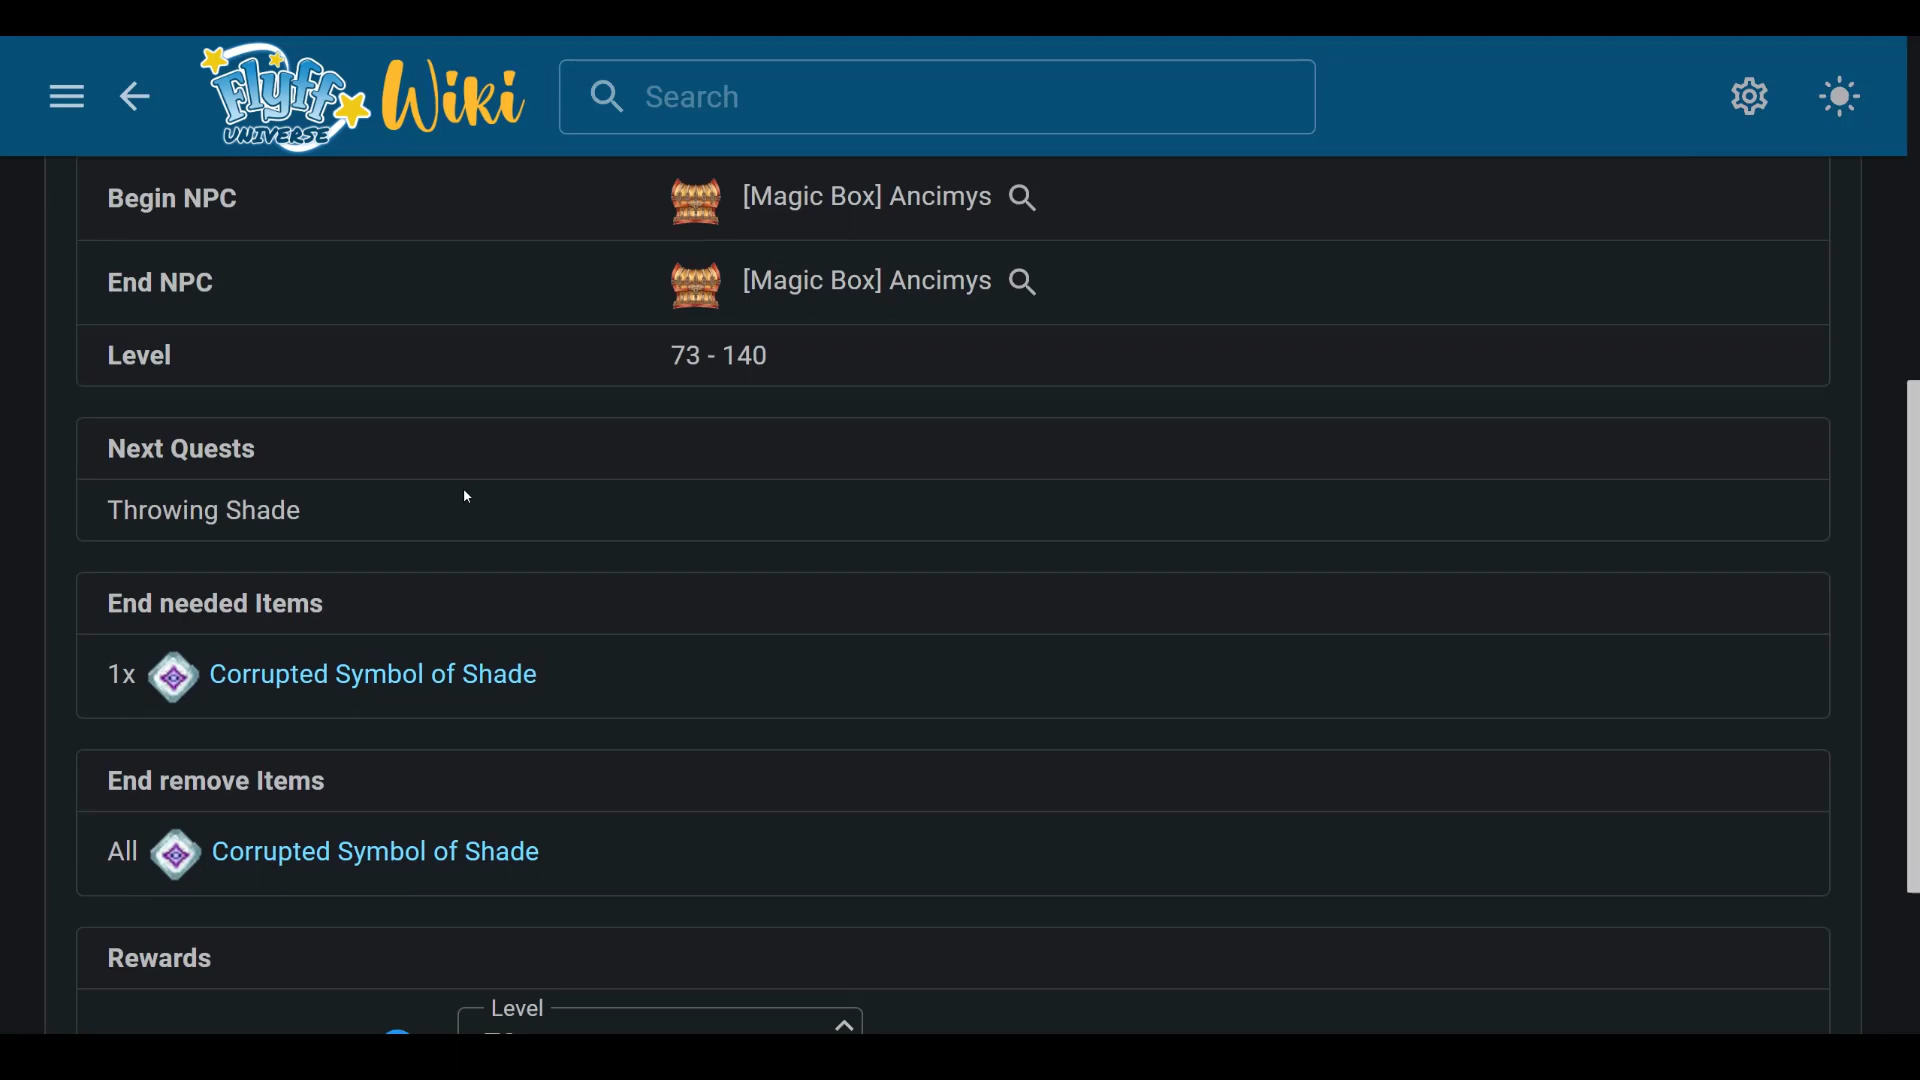 Flyff
UNIVERSE
Wiki
Search
Begin NPC
[Magic Box] Ancimys
End NPC
[Magic Box] Ancimys
Level
73 - 140
Next Quests
Throwing Shade
End needed Items
1x Corrupted Symbol of Shade
End remove Items
All Corrupted Symbol of Shade
Rewards
Level